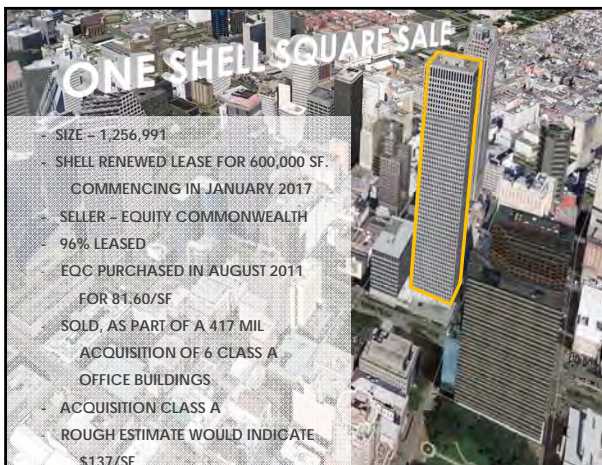 ONE SHELL SQUARE SALE
- SIZE – 1,256,991
- SHELL RENEWED LEASE FOR 600,000 SF.
COMMENCING IN JANUARY 2017
- SELLER – EQUITY COMMONWEALTH
- 96% LEASED
- EQC PURCHASED IN AUGUST 2011
FOR 81.60/SF
- SOLD, AS PART OF A 417 MIL
ACQUISITION OF 6 CLASS A
OFFICE BUILDINGS
- ACQUISITION CLASS A
- ROUGH ESTIMATE WOULD INDICATE
$137/SF